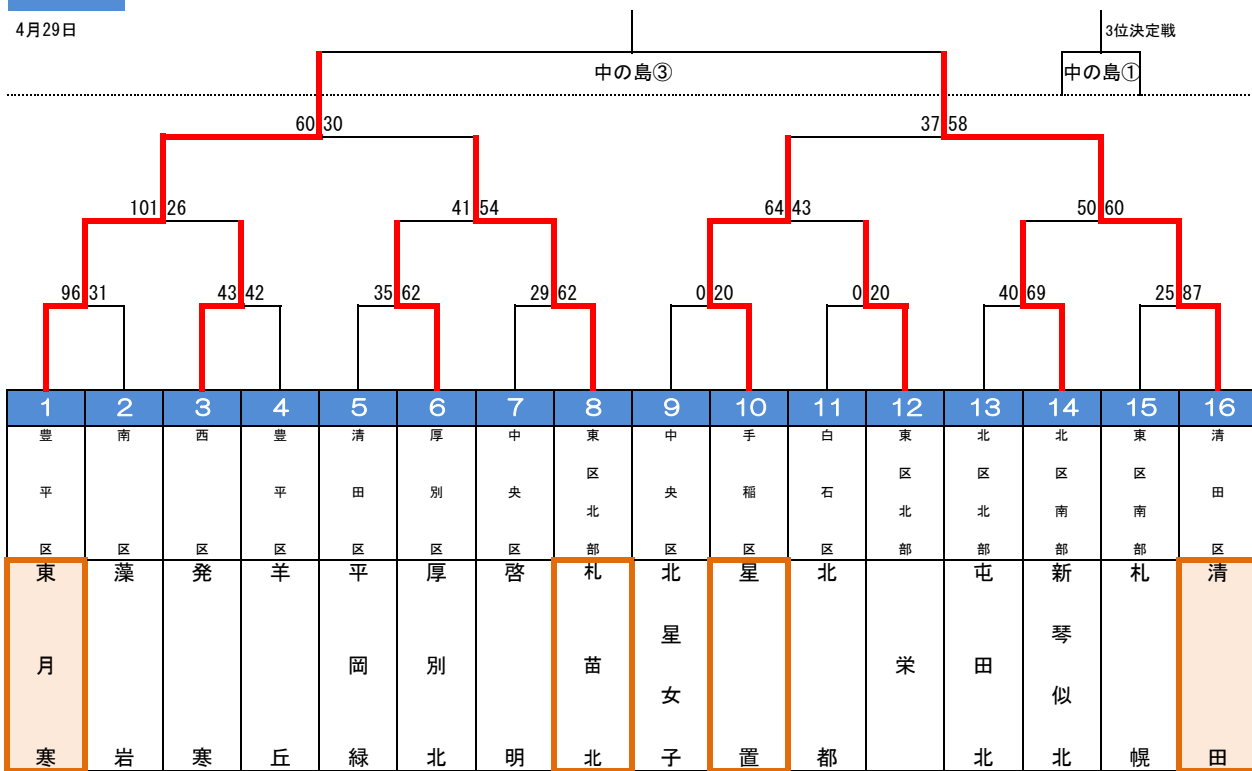 4月29日
3位決定戦
中の島③
中の島①
60 30
37 58
101 26
41 54
64 43
50 60
96 31
43 42
35 62
29 62
0 20
0 20
40 69
25 87
1 2 3 4 5 6 7 8 9 10 11 12 13 14 15 16
豊平区
南区
西区
豊平区
清田区
厚別区
中央区
東区北部
中央区
手稲区
白石区
東区北部
北区北部
北区南部
東区南部
清田区
東月寒
藻岩
発寒
羊丘
平岡緑
厚別北
啓明
札苗北
北星女子
星置
北都
栄
屯田北
新琴似北
札幌
清田